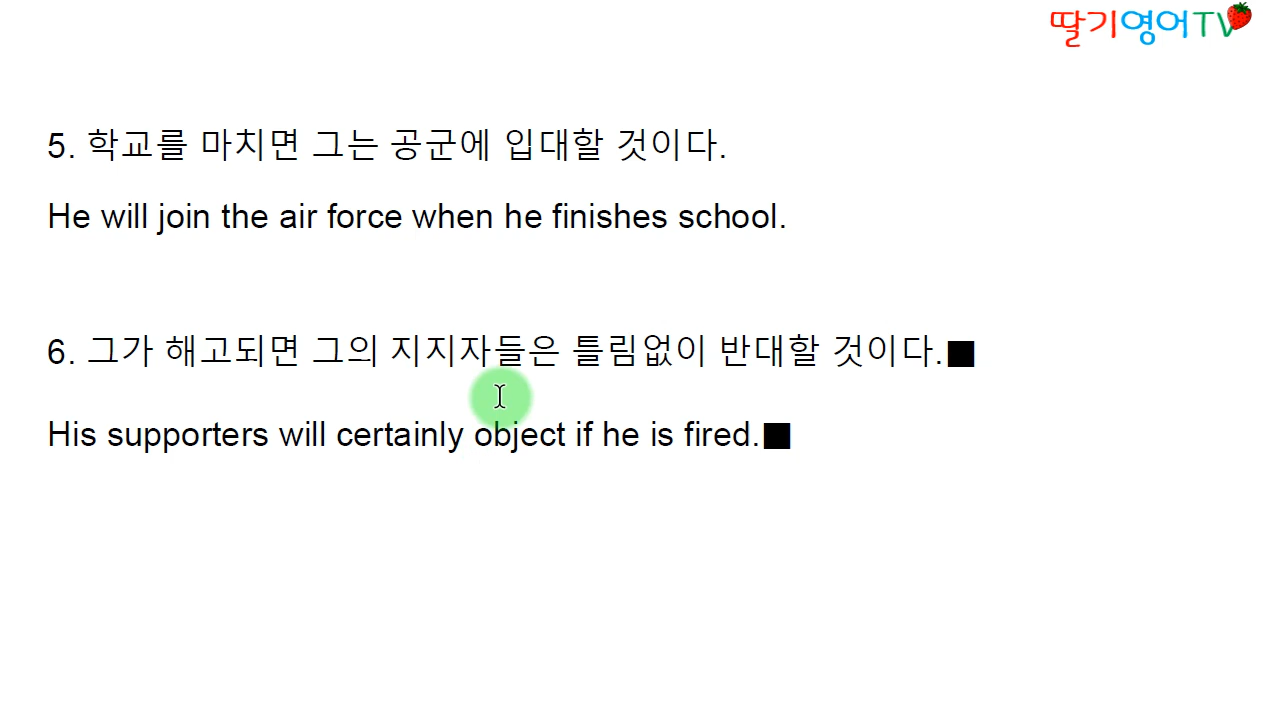 딸기영어TV
5. 학교를 마치면 그는 공군에 입대할 것이다.
He will join the air force when he finishes school.
6. 그가 해고되면 그의 지지자들은 틀림없이 반대할 것이다.■
His supporters will certainly object if he is fired.■